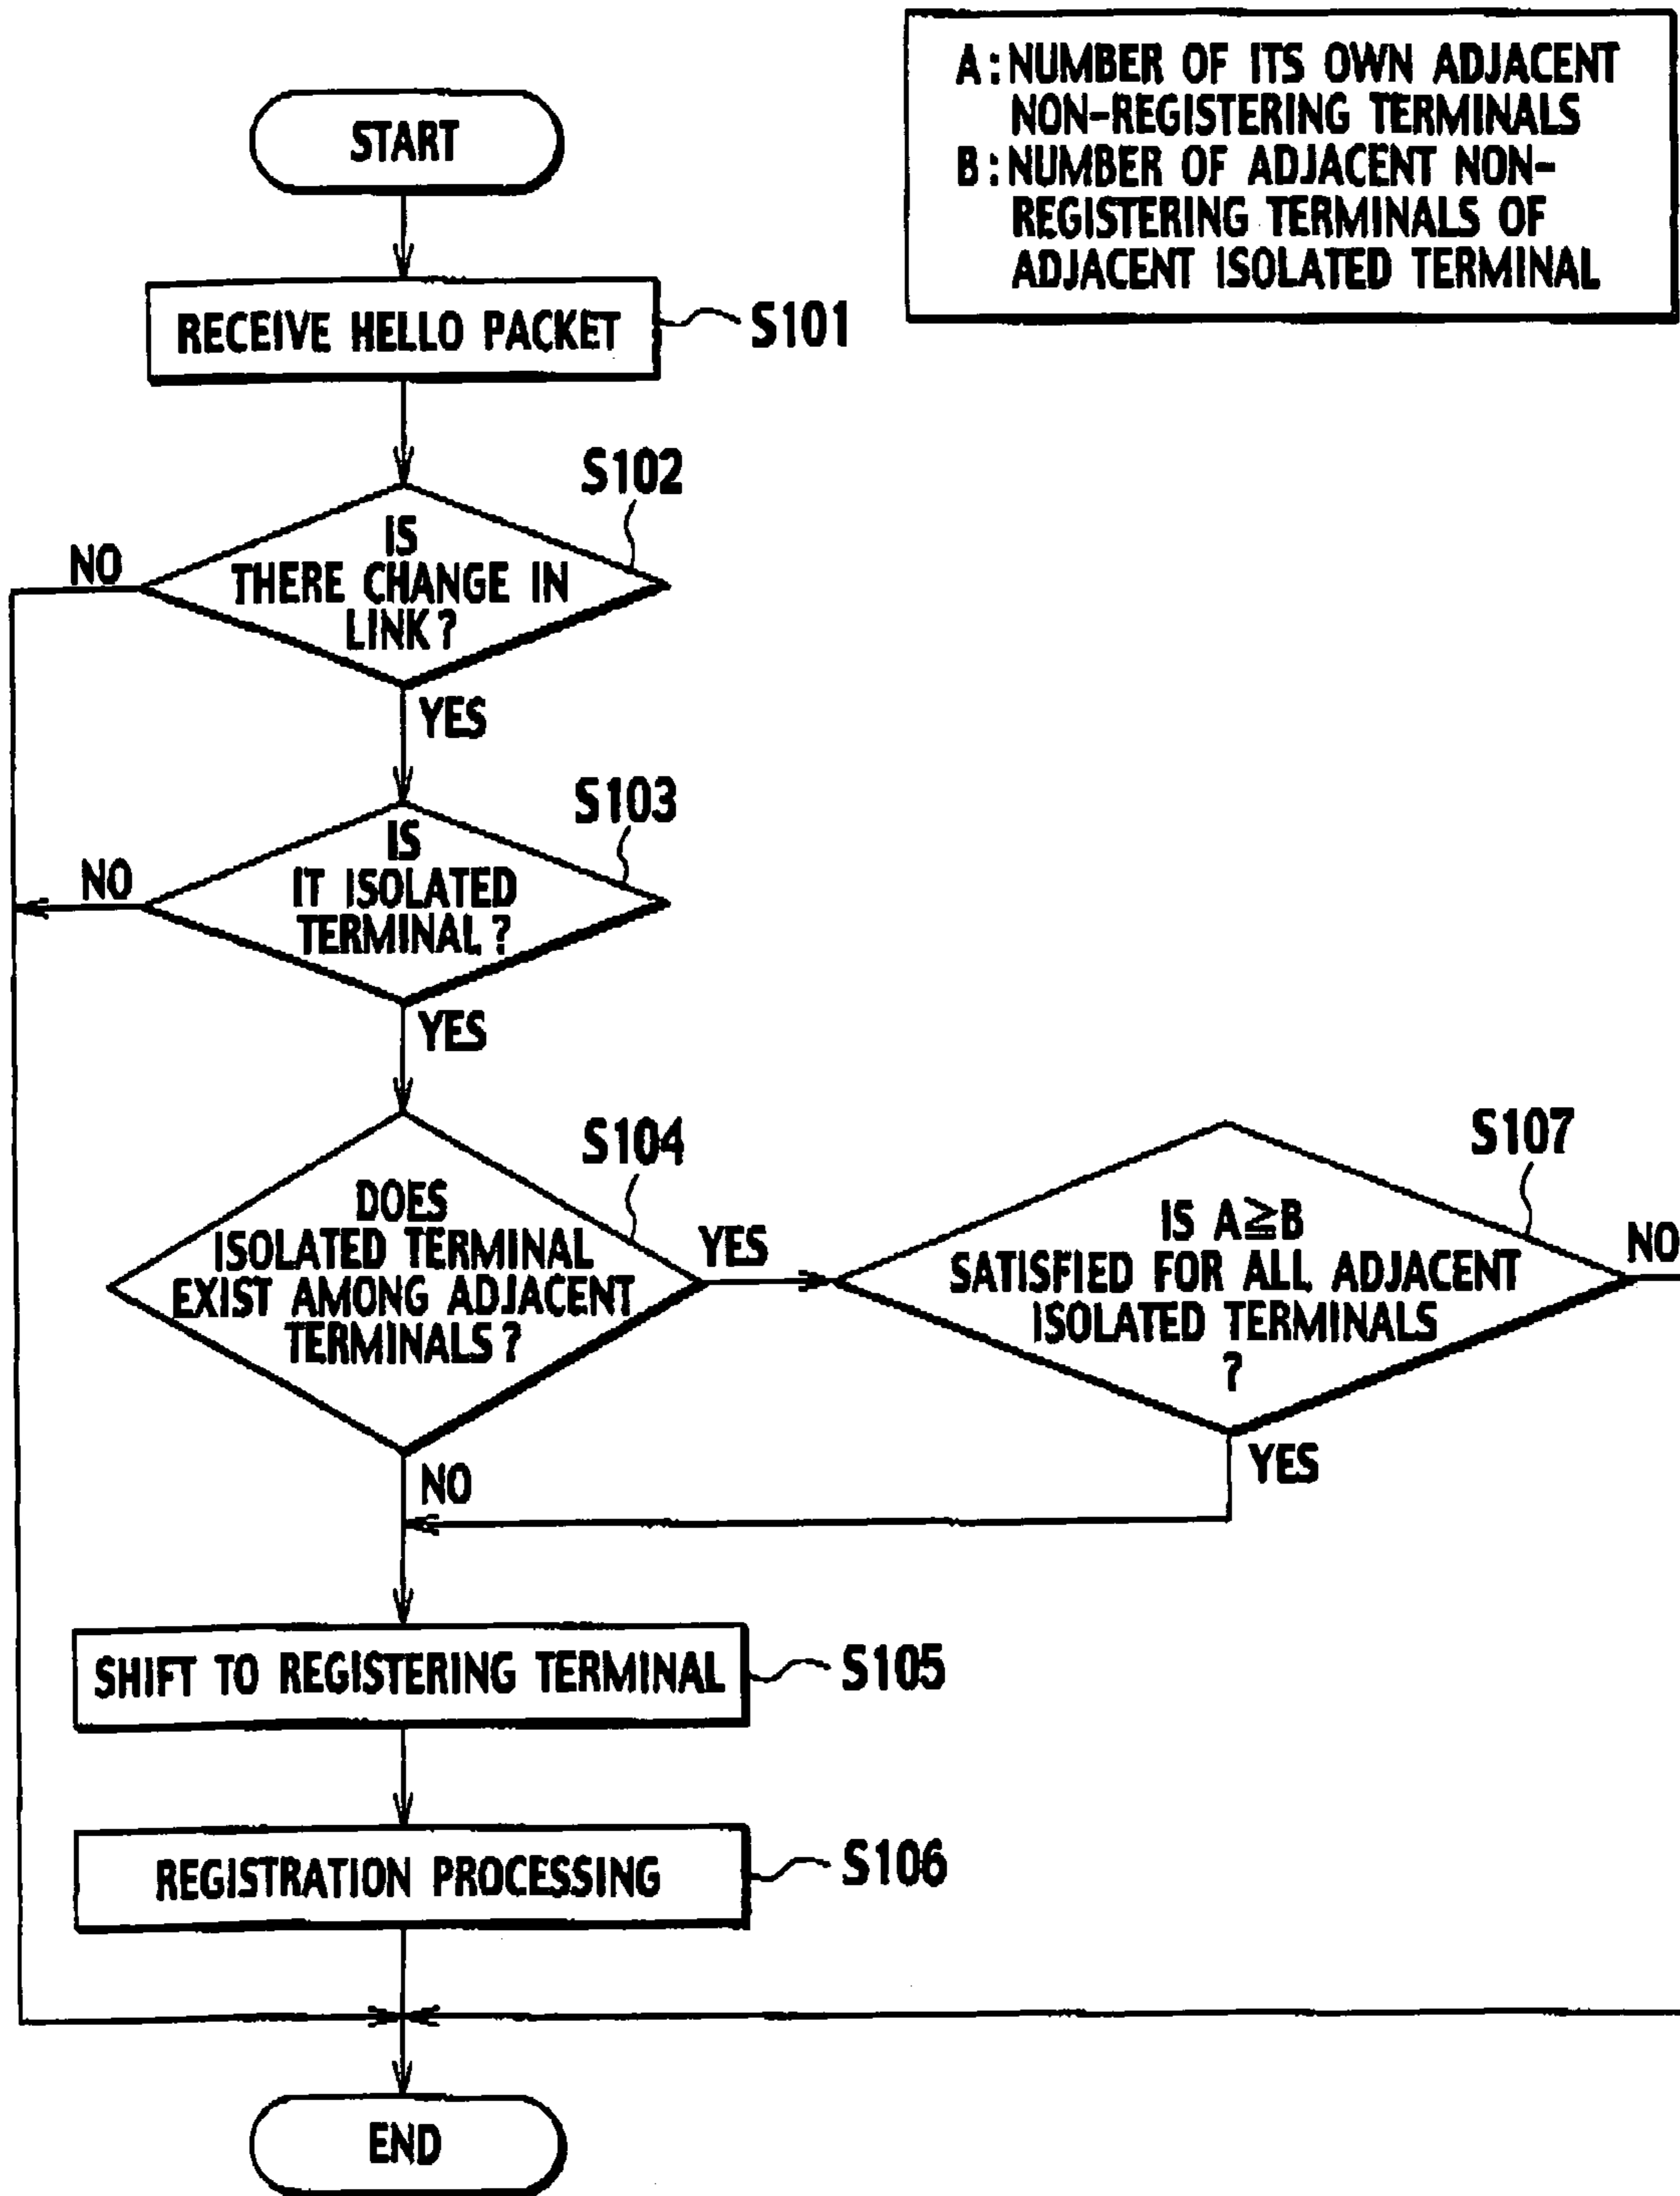 A:NUMBER OF ITS OWN ADJACENT
NON-REGISTERING TERMINALS
B:NUMBER OF ADJACENT NON-
REGISTERING TERMINALS OF
ADJACENT ISOLATED TERMINAL
START
RECEIVE HELLO PACKET
S101
S102
IS
THERE CHANGE IN
LINK?
NO
YES
S103
IS
IT ISOLATED
TERMINAL?
NO
YES
S104
DOES
ISOLATED TERMINAL
EXIST AMONG ADJACENT
TERMINALS?
YES
NO
S107
IS A≧B
SATISFIED FOR ALL ADJACENT
ISOLATED TERMINALS
?
NO
YES
SHIFT TO REGISTERING TERMINAL
S105
REGISTRATION PROCESSING
S106
END